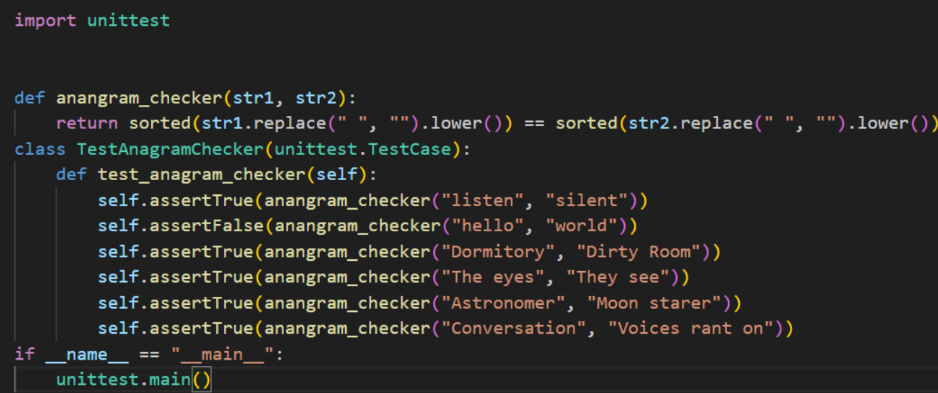 import unittest
def anangram_checker(str1, str2):
return sorted(str1.replace(" ", "").lower()) == sorted(str2.replace(" ", "").lower())
class TestAnagramChecker(unittest.TestCase):
def test_anagram_checker(self):
self.assertTrue(anangram_checker("listen", "silent"))
self.assertFalse(anangram_checker("hello", "world"))
self.assertTrue(anangram_checker("Dormitory", "Dirty Room"))
self.assertTrue(anangram_checker("The eyes", "They see"))
self.assertTrue(anangram_checker("Astronomer", "Moon starer"))
self.assertTrue(anangram_checker("Conversation", "Voices rant on"))
if __name__ == "__main__":
unittest.main()